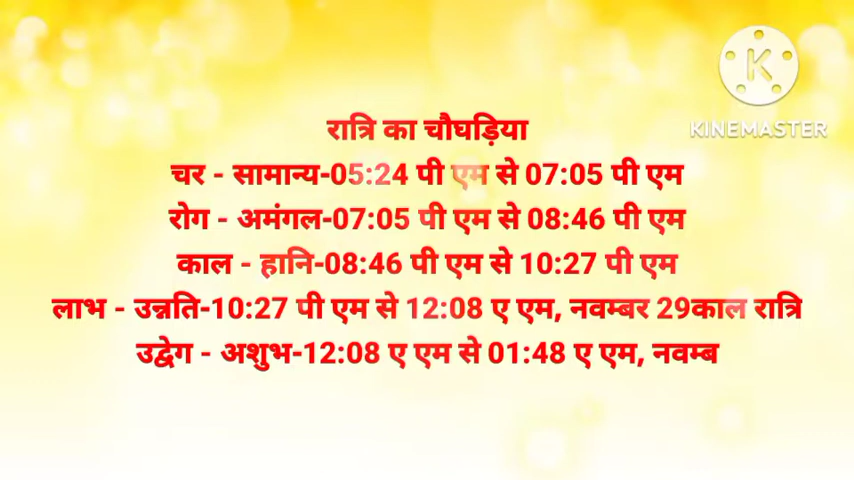 KINEMASTER
रात्रि का चौघड़िया
चर - सामान्य-05:24 पी एम से 07:05 पी एम
रोग - अमंगल-07:05 पी एम से 08:46 पी एम
काल - हानि-08:46 पी एम से 10:27 पी एम
लाभ - उन्नति-10:27 पी एम से 12:08 ए एम, नवम्बर 29काल रात्रि
उद्वेग - अशुभ-12:08 ए एम से 01:48 ए एम, नवम्ब